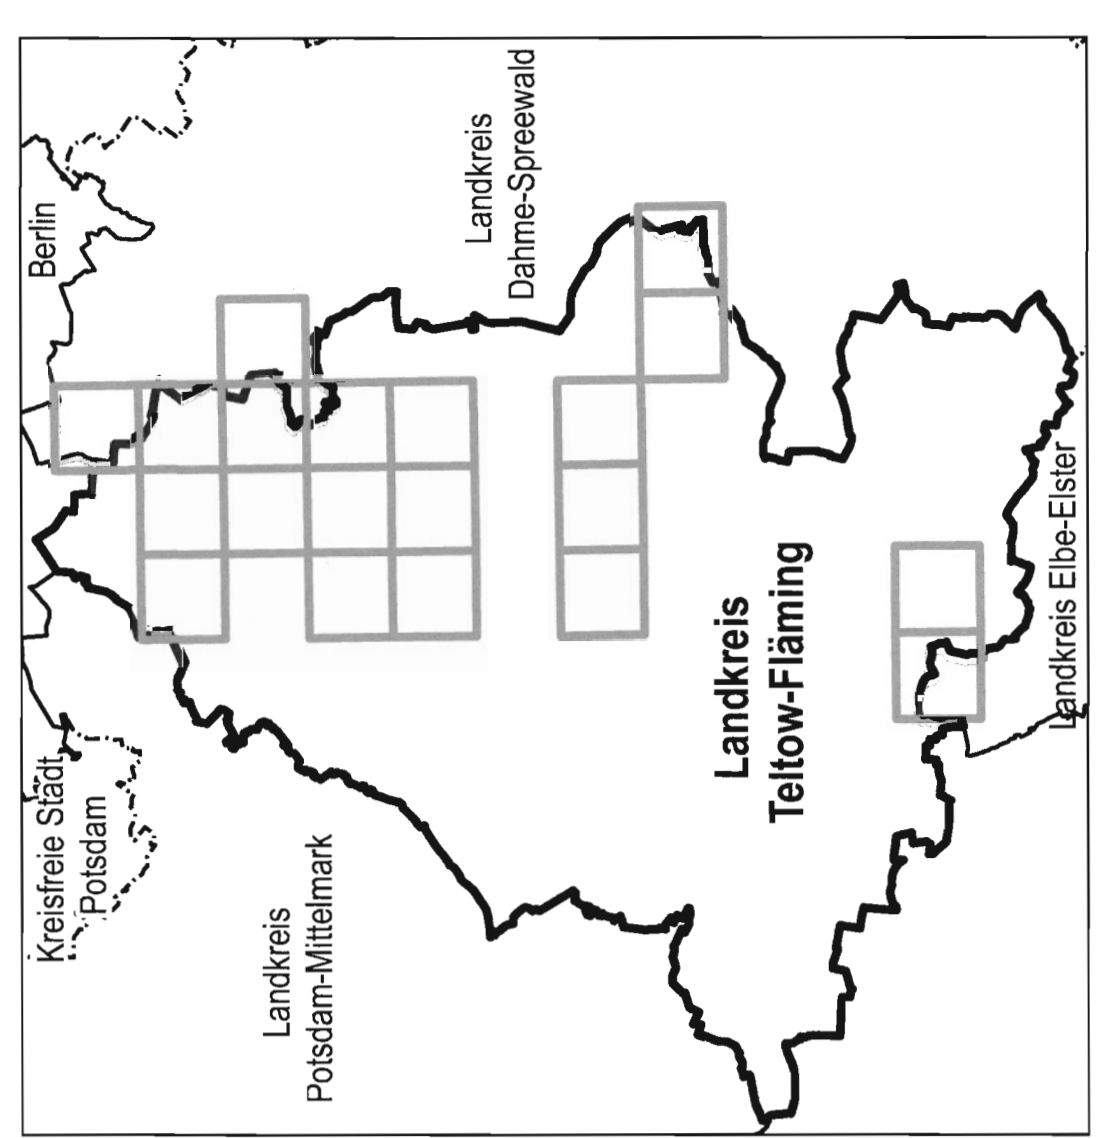 Berlin
Kreisfreie Stadt
Potsdam
Landkreis
Dahme-Spreewald
Landkreis
Potsdam-Mittelmark
Landkreis
Teltow-Fläming
Landkreis Elbe-Elster